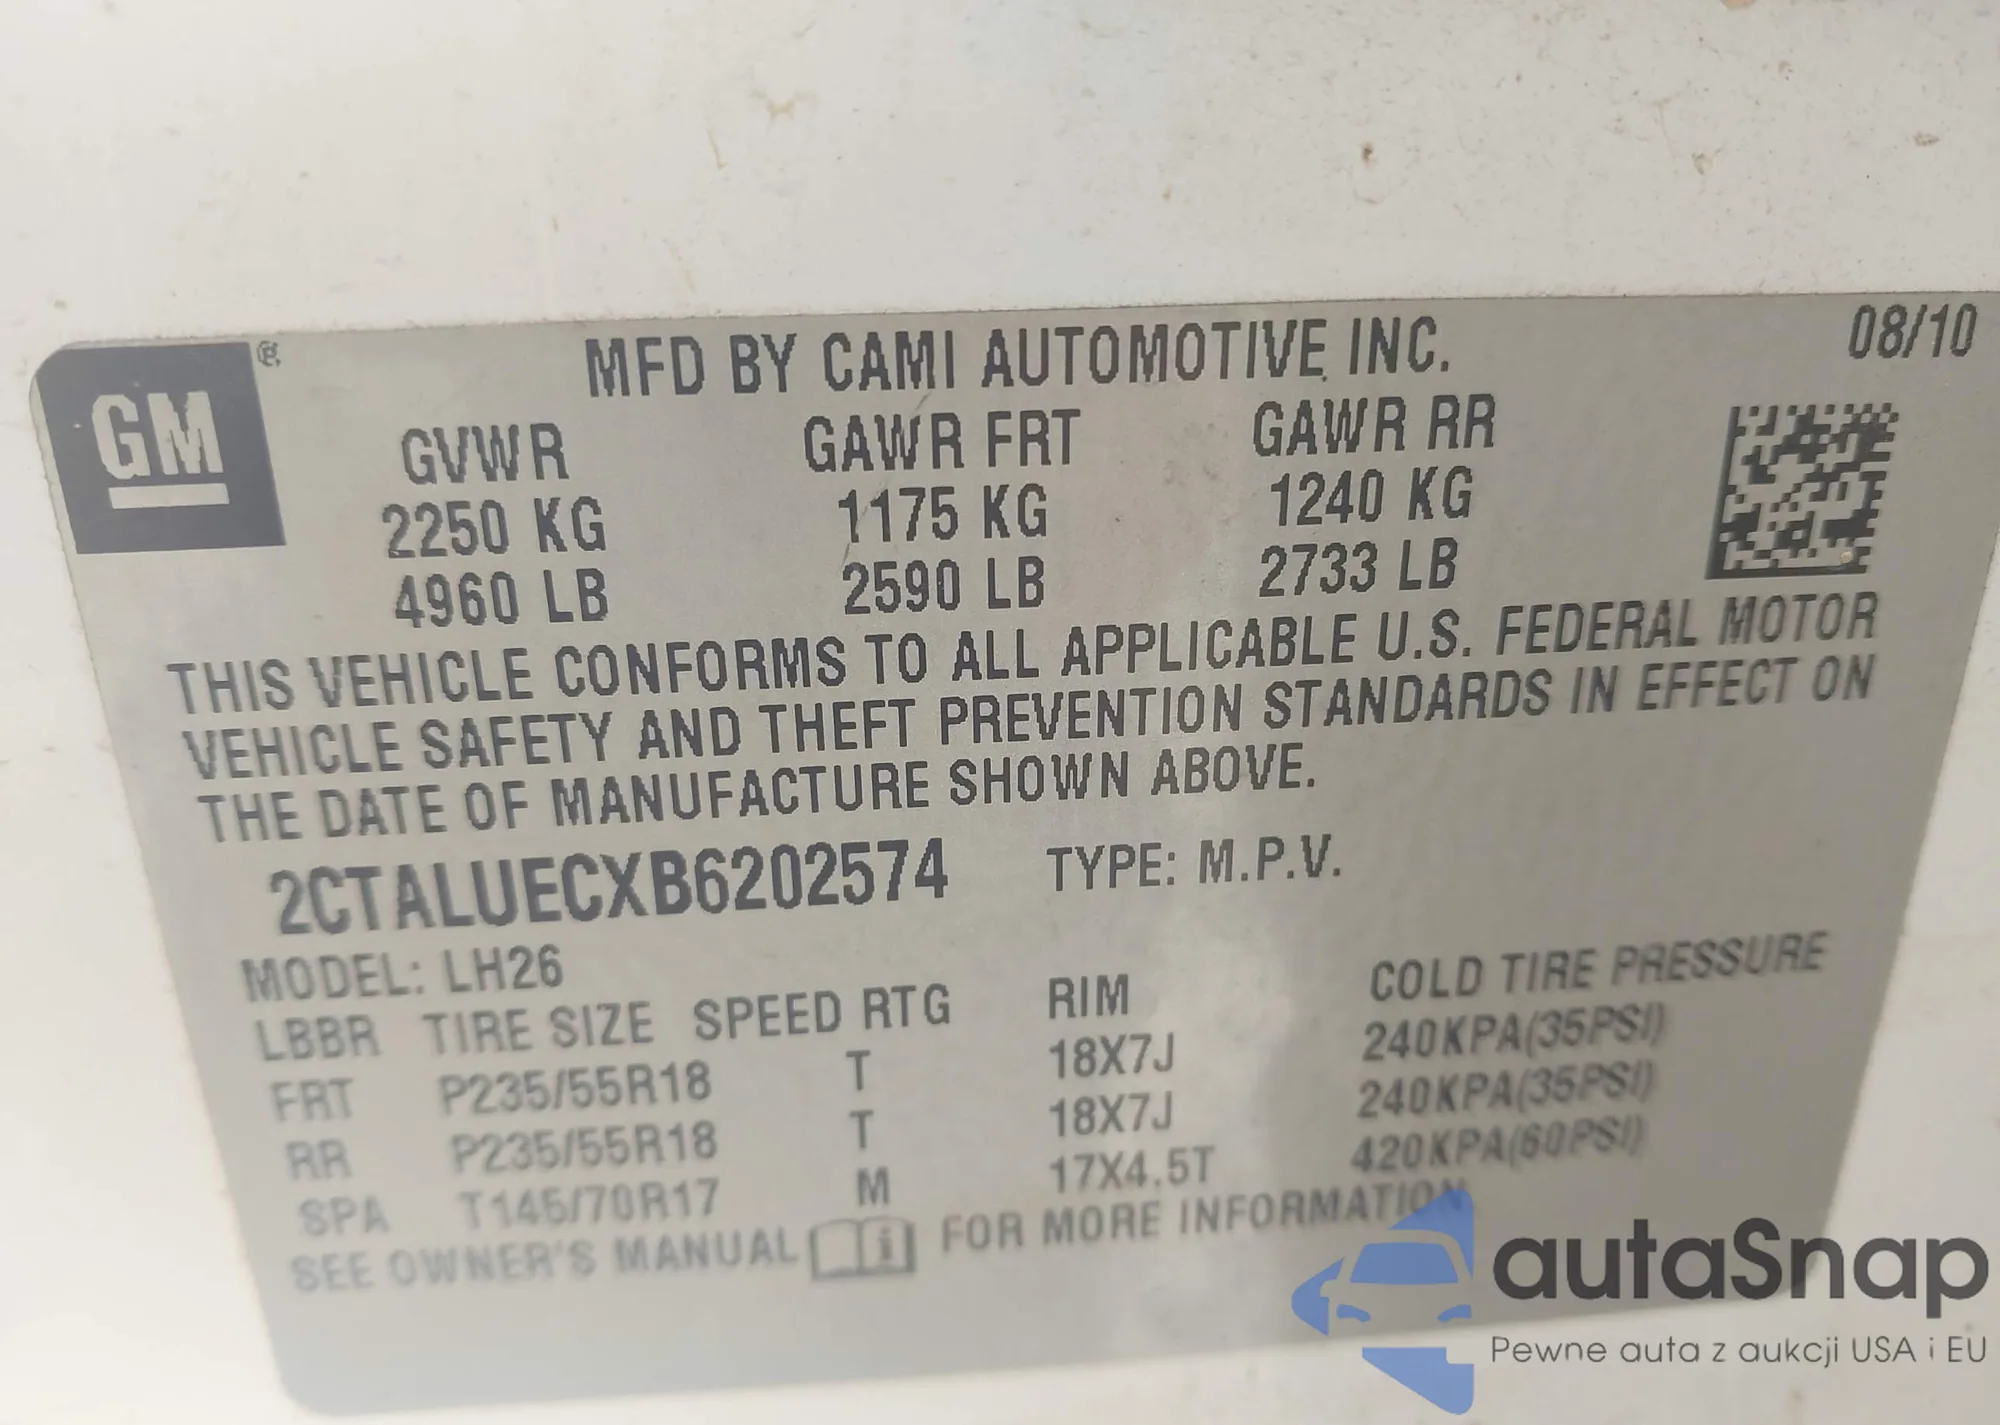 GM
MFD BY CAMI AUTOMOTIVE INC.
08/10
GVWR GAWR FRT GAWR RR
2250 KG 1175 KG 1240 KG
4960 LB 2590 LB 2733 LB
THIS VEHICLE CONFORMS TO ALL APPLICABLE U.S. FEDERAL MOTOR
VEHICLE SAFETY AND THEFT PREVENTION STANDARDS IN EFFECT ON
THE DATE OF MANUFACTURE SHOWN ABOVE.
2CTALUECXB6202574 TYPE: M.P.V.
MODEL: LH26
LBBR TIRE SIZE SPEED RTG RIM COLD TIRE PRESSURE
FRT P235/55R18 T 18X7J 240KPA(35PSI)
RR P235/55R18 T 18X7J 240KPA(35PSI)
SPA T145/70R17 M 17X4.5T 420KPA(60PSI)
SEE OWNER'S MANUAL i FOR MORE INFORMATION
autaSnap
Pewne auta z aukcji USA i EU